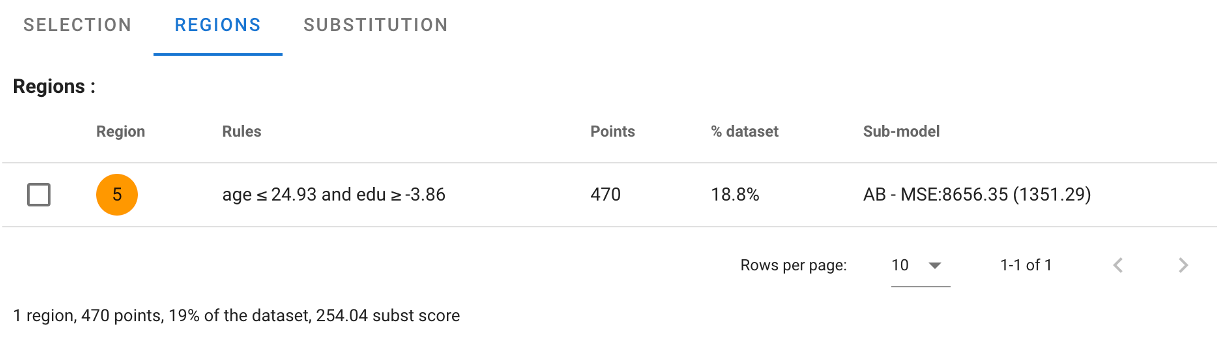 SELECTION REGIONS SUBSTITUTION
Regions :
Region Rules Points % dataset Sub-model
5 age ≤ 24.93 and edu ≥ -3.86 470 18.8% AB - MSE:8656.35 (1351.29)
Rows per page: 10 1-1 of 1
1 region, 470 points, 19% of the dataset, 254.04 subst score